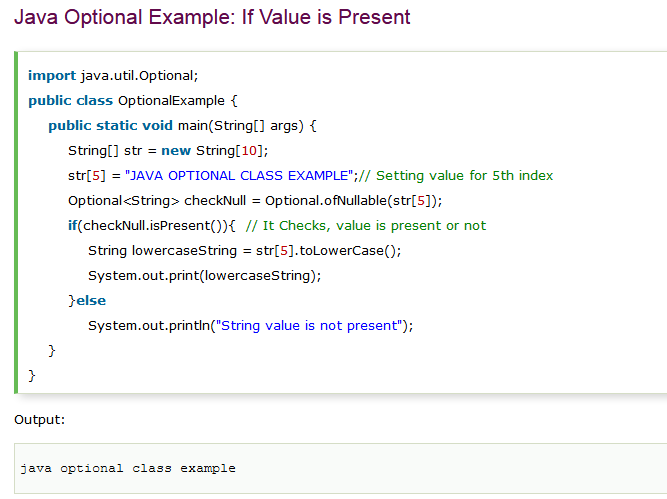 Java Optional Example: If Value is Present
import java.util.Optional;
public class OptionalExample {
public static void main(String[] args) {
String[] str = new String[10];
str[5] = "JAVA OPTIONAL CLASS EXAMPLE";// Setting value for 5th index
Optional<String> checkNull = Optional.ofNullable(str[5]);
if(checkNull.isPresent()){  // It Checks, value is present or not
String lowercaseString = str[5].toLowerCase();
System.out.print(lowercaseString);
}else
System.out.println("String value is not present");
}
}
Output:
java optional class example